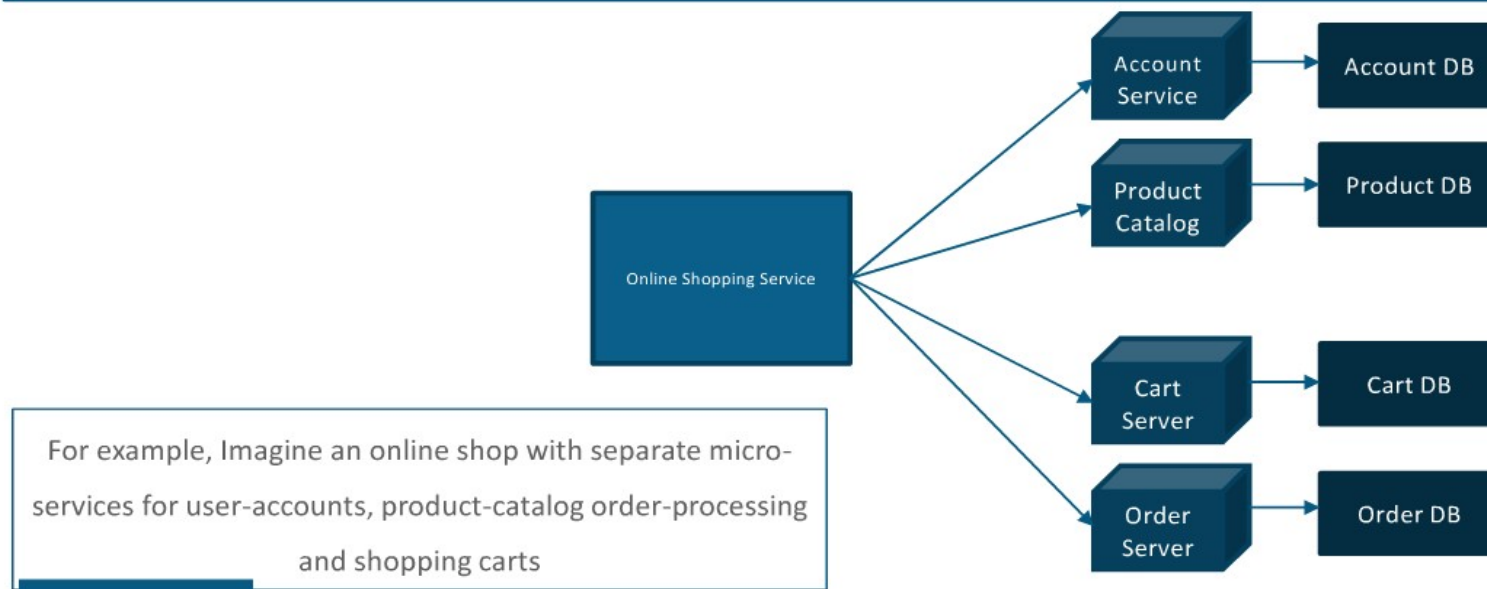 Account
Service
Account DB
Product
Catalog
Product DB
Online Shopping Service
Cart
Server
Cart DB
Order
Server
Order DB
For example, Imagine an online shop with separate micro-
services for user-accounts, product-catalog order-processing
and shopping carts